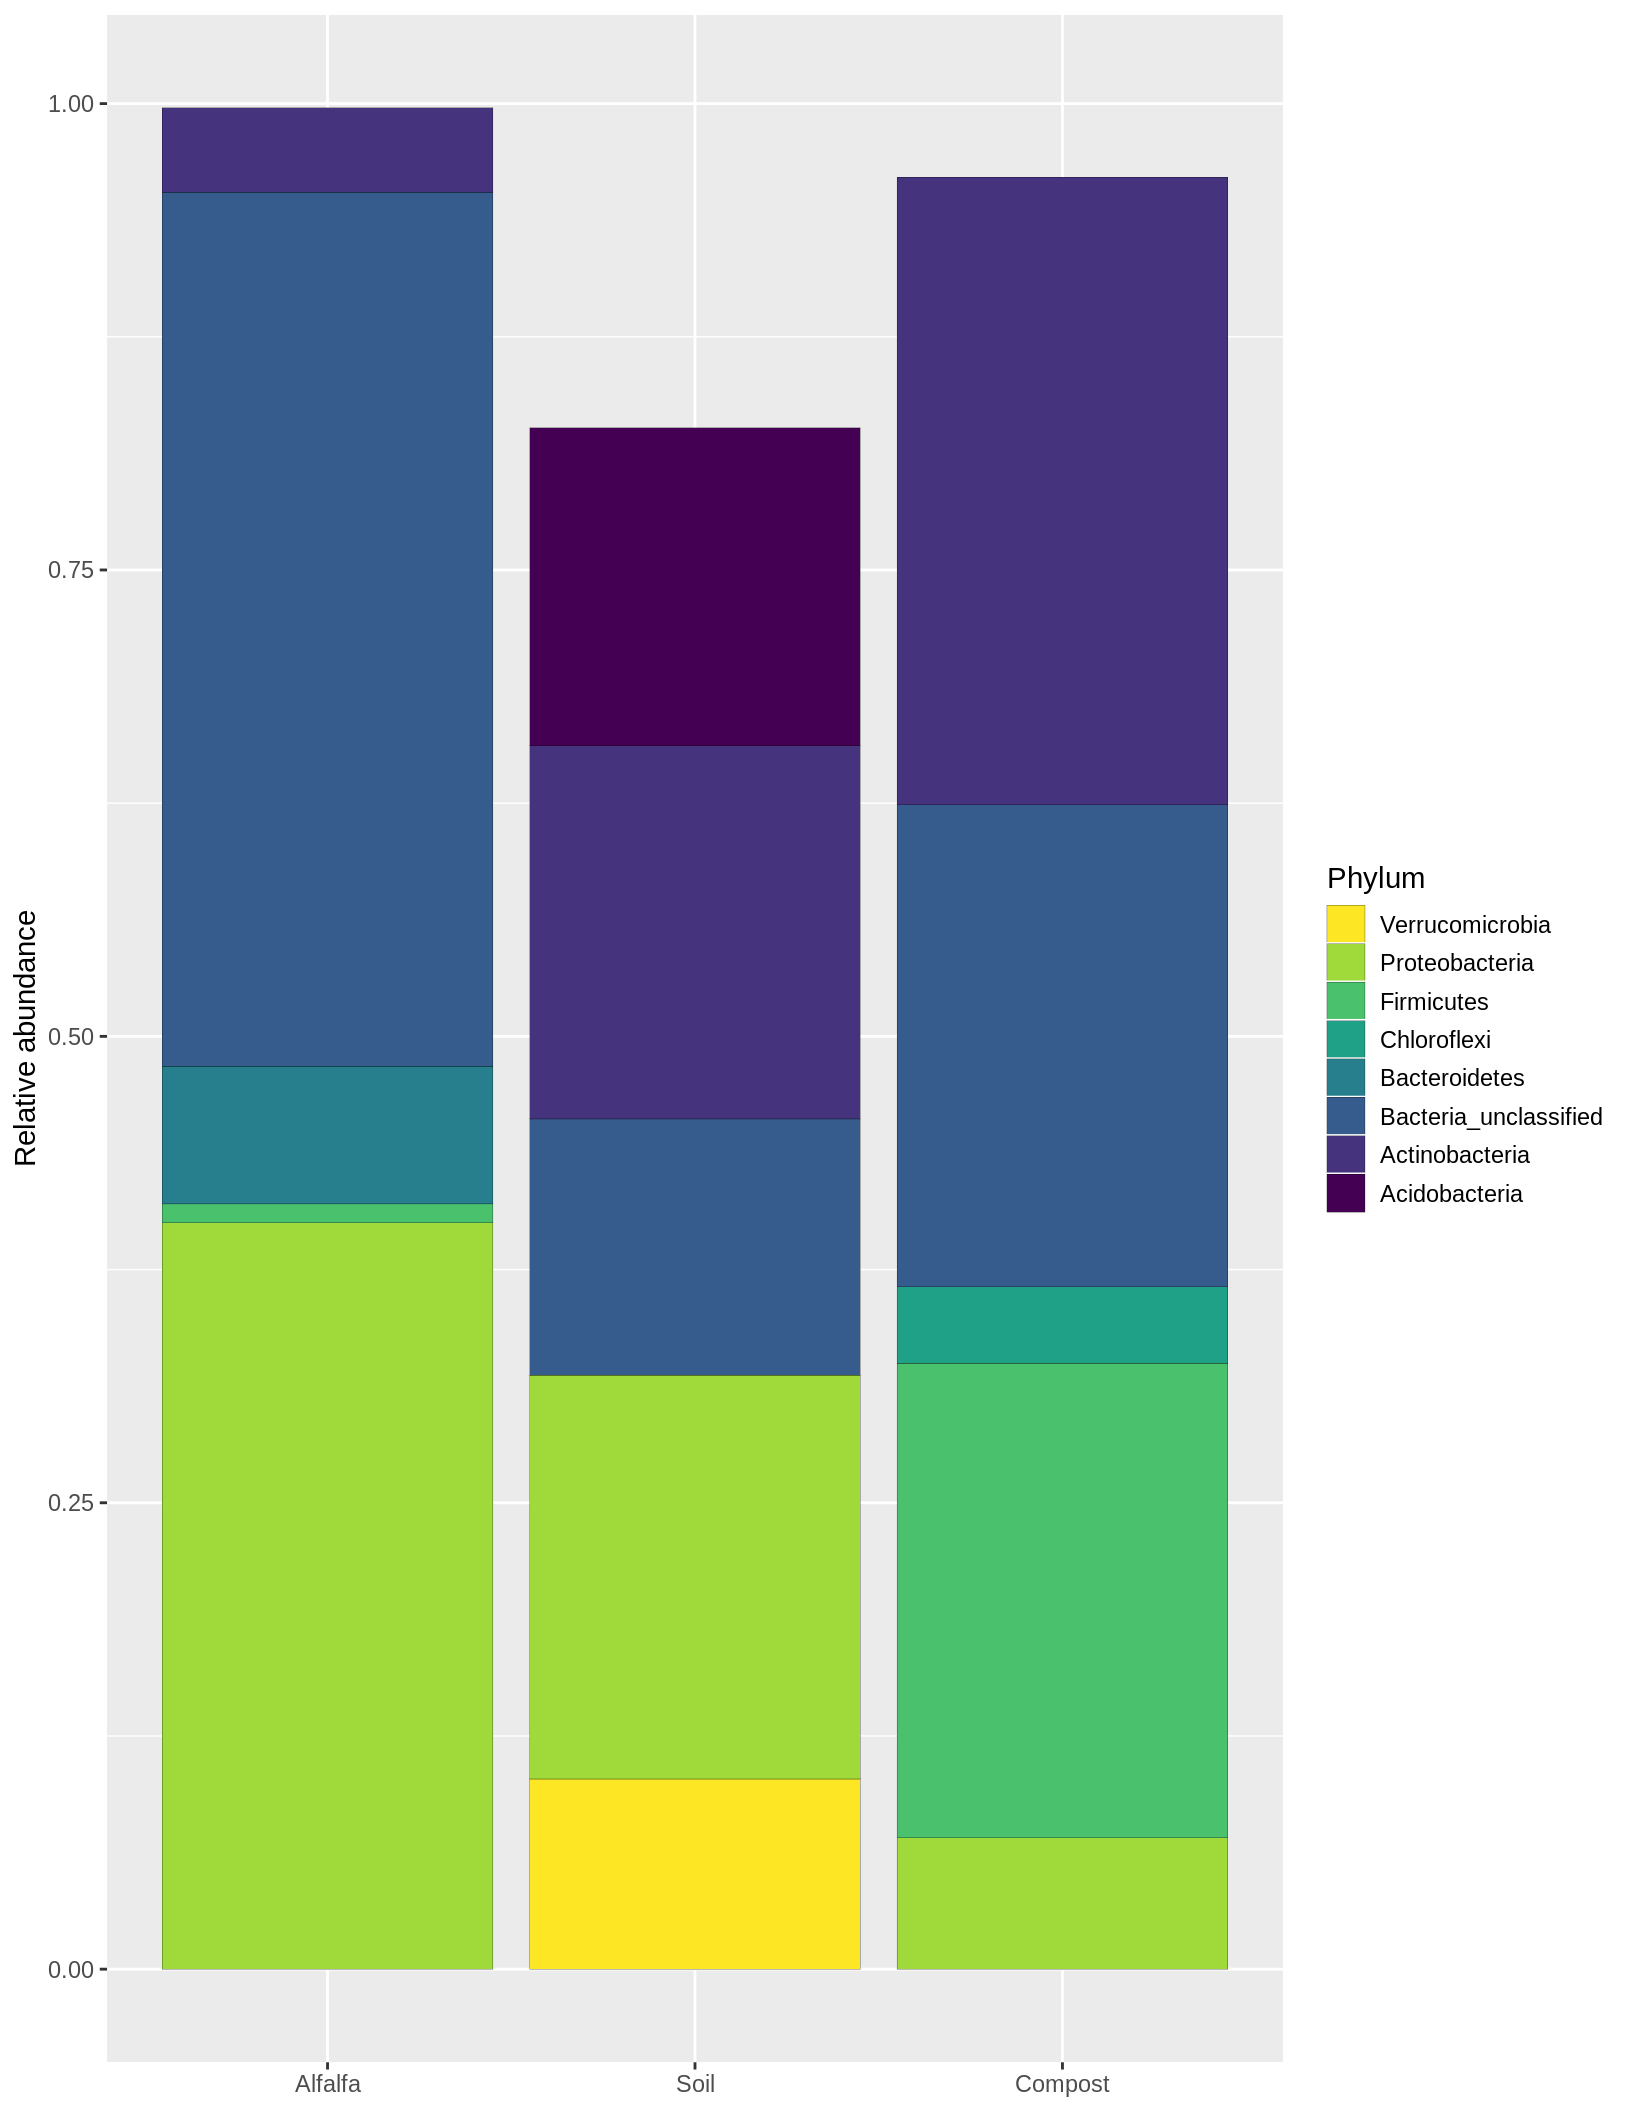 1.00
0.75
0.50
0.25
0.00
Relative abundance
Alfalfa
Soil
Compost
Phylum
Verrucomicrobia
Proteobacteria
Firmicutes
Chloroflexi
Bacteroidetes
Bacteria_unclassified
Actinobacteria
Acidobacteria